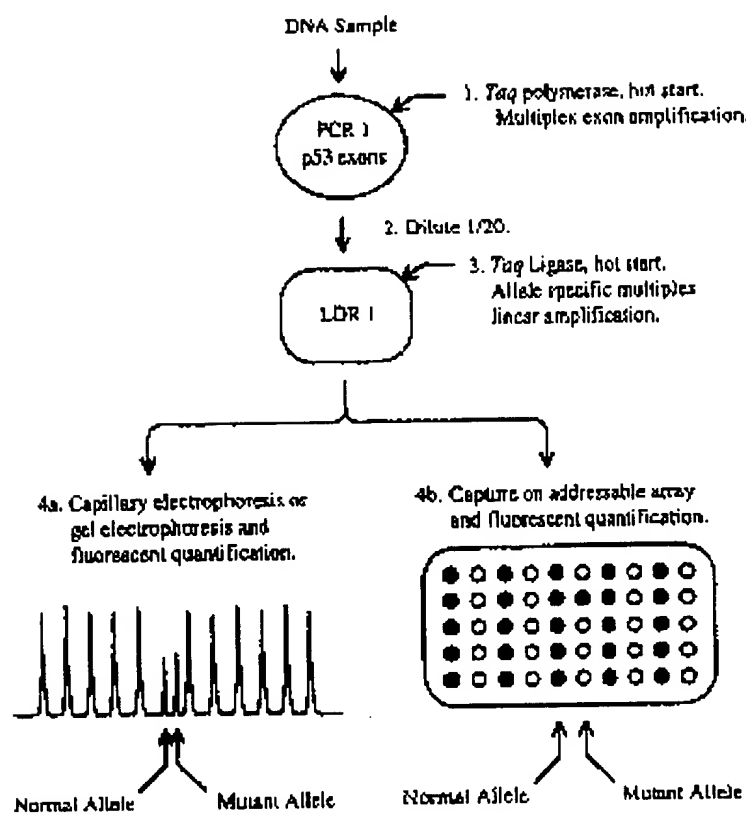 DNA Sample
1. Taq polymerase, hot start.
Multiplex exon amplification.
PCR 1
p53 exons
2. Dilute 1/20.
3. Taq Ligase, hot start.
Allele specific multiplex
linear amplification.
LDR 1
4a. Capillary electrophoresis or
gel electrophoresis and
fluorescent quantification.
4b. Capture on addressable array
and fluorescent quantification.
Normal Allele
Mutant Allele
Normal Allele
Mutant Allele